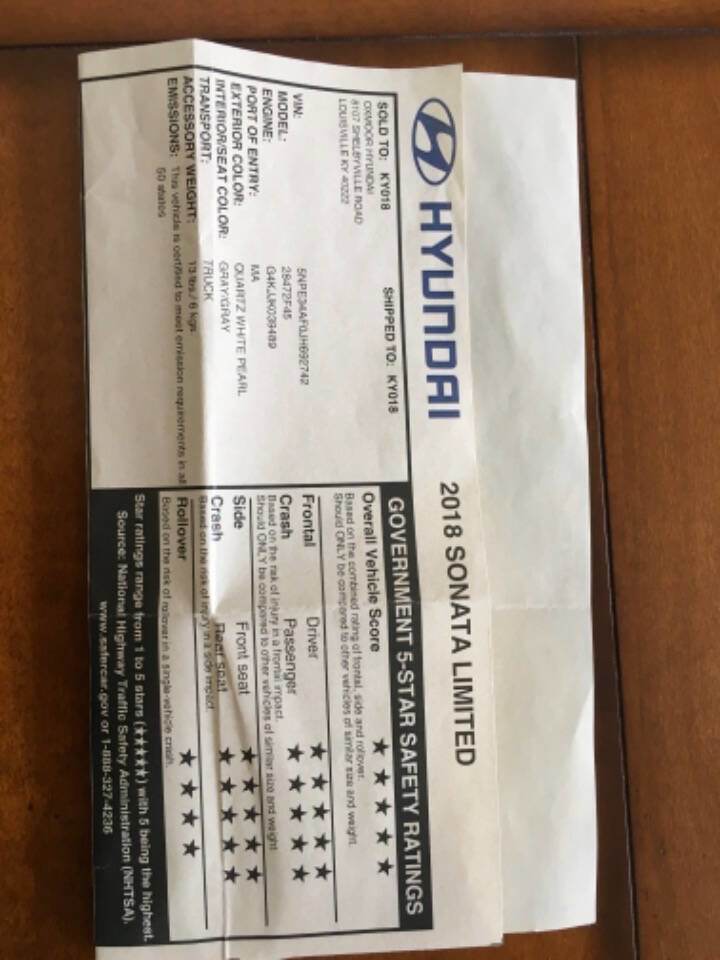 HYUNDAI 2018 SONATA LIMITED
SOLD TO: KY018 SHIPPED TO: KY018
OXMOOR HYUNDAI
8107 SHELBYVILLE ROAD
LOUISVILLE KY 40222
VIN: 5NPE34AF0JH692742
MODEL: 28472F45
ENGINE: G4KJJK039489
PORT OF ENTRY: MA
EXTERIOR COLOR: QUARTZ WHITE PEARL
INTERIOR/SEAT COLOR: GRAY/GRAY
TRANSPORT: TRUCK
ACCESSORY WEIGHT: 13 lbs./ 6 kgs.
EMISSIONS: This vehicle is certified to meet emission requirements in all
50 states
GOVERNMENT 5-STAR SAFETY RATINGS
Overall Vehicle Score ★★★★★
Based on the combined rating of frontal, side and rollover.
Should ONLY be compared to other vehicles of similar size and weight.
Frontal Driver ★★★★★
Crash Passenger ★★★★★
Based on the risk of injury in a frontal impact.
Should ONLY be compared to other vehicles of similar size and weight
Side Front seat ★★★★★
Crash Rear seat ★★★★★
Based on the risk of injury in a side impact.
Rollover ★★★★
Based on the risk of rollover in a single-vehicle crash.
Star ratings range from 1 to 5 stars (★★★★★) with 5 being the highest.
Source: National Highway Traffic Safety Administration (NHTSA).
www.safercar.gov or 1-888-327-4236